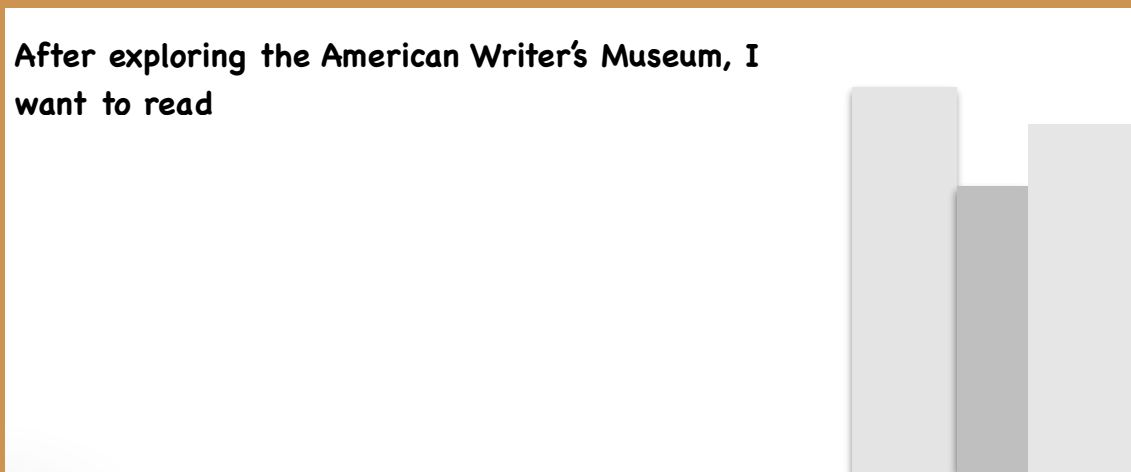 After exploring the American Writer’s Museum, I
want to read